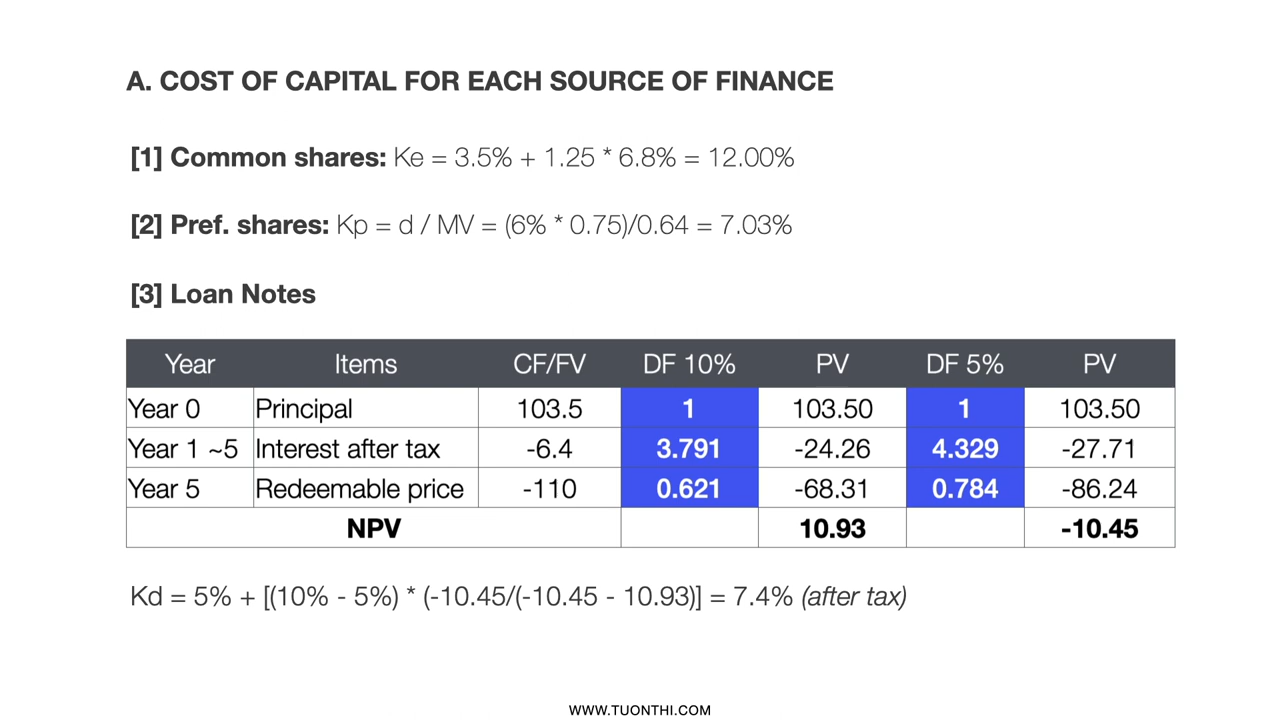 A. COST OF CAPITAL FOR EACH SOURCE OF FINANCE
[1] Common shares: Ke = 3.5% + 1.25 * 6.8% = 12.00%
[2] Pref. shares: Kp = d / MV = (6% * 0.75)/0.64 = 7.03%
[3] Loan Notes
Year Items CF/FV DF 10% PV DF 5% PV
Year 0 Principal 103.5 1 103.50 1 103.50
Year 1 ~5 Interest after tax -6.4 3.791 -24.26 4.329 -27.71
Year 5 Redeemable price -110 0.621 -68.31 0.784 -86.24
NPV 10.93 -10.45
Kd = 5% + [(10% - 5%) * (-10.45/(-10.45 - 10.93)] = 7.4% (after tax)
WWW.TUONTHI.COM